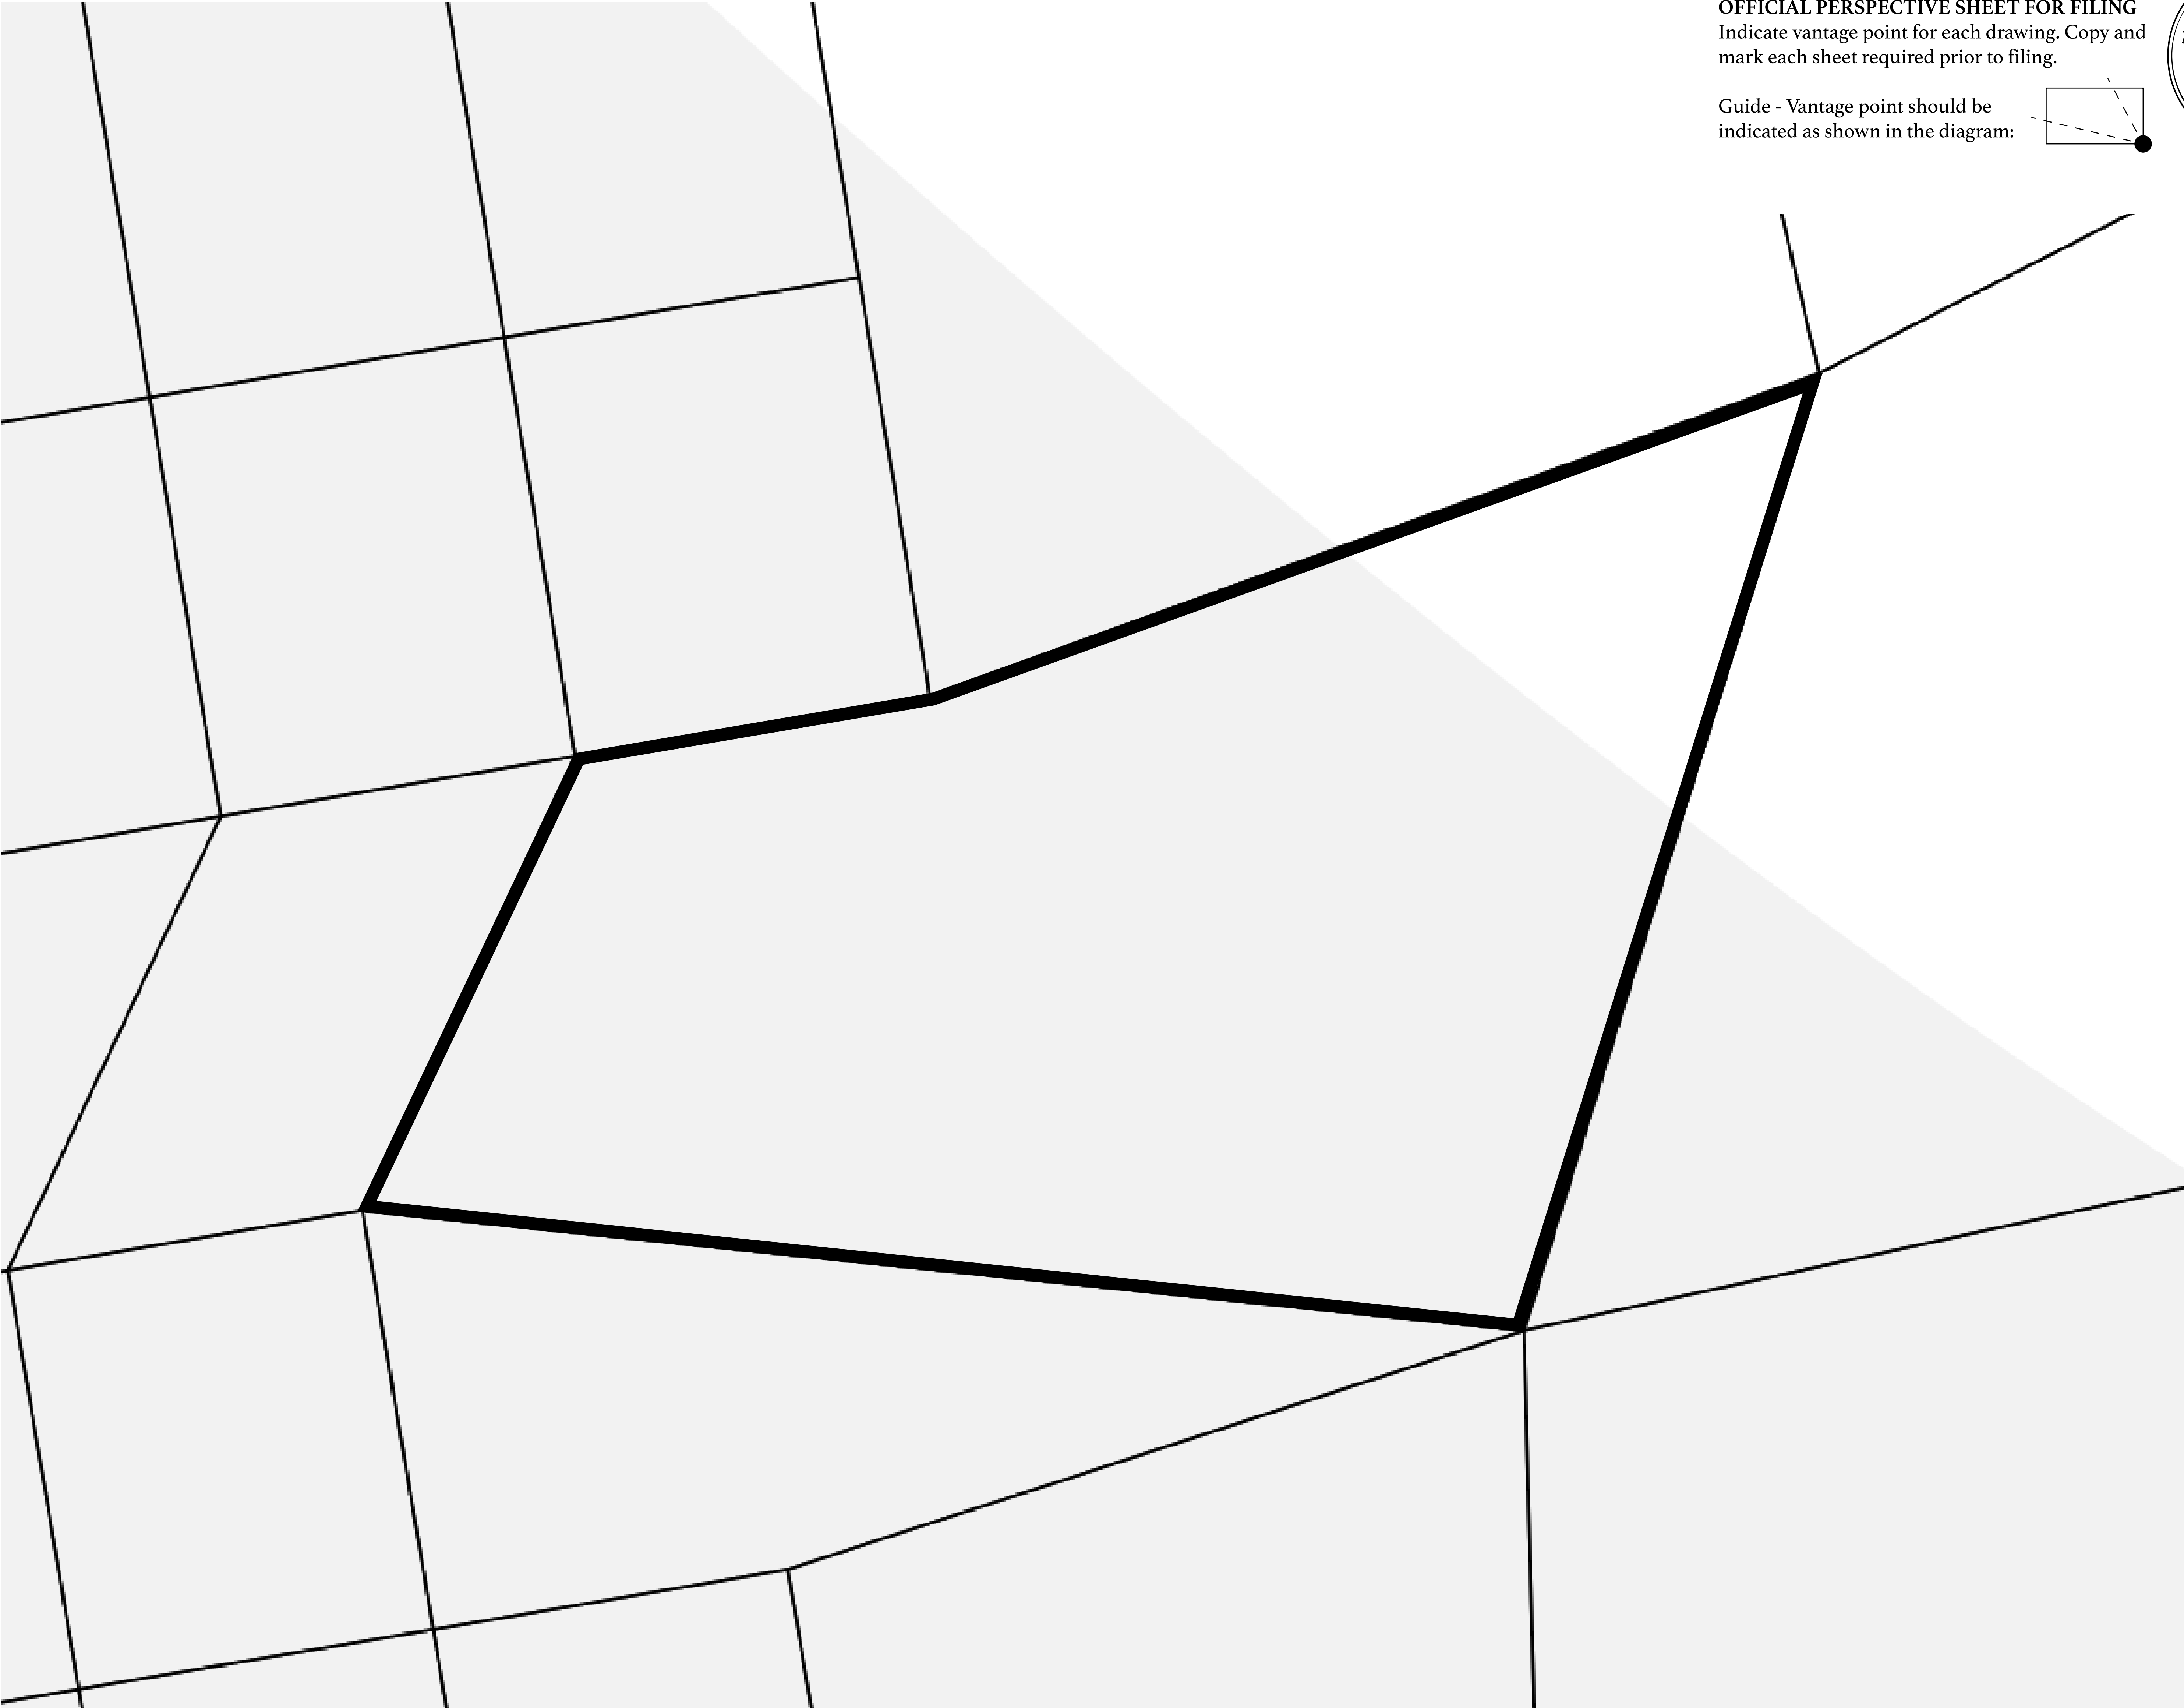 OFFICIAL PERSPECTIVE SHEET FOR FILING
Indicate vantage point for each drawing. Copy and
mark each sheet required prior to filing.
Guide - Vantage point should be
indicated as shown in the diagram: